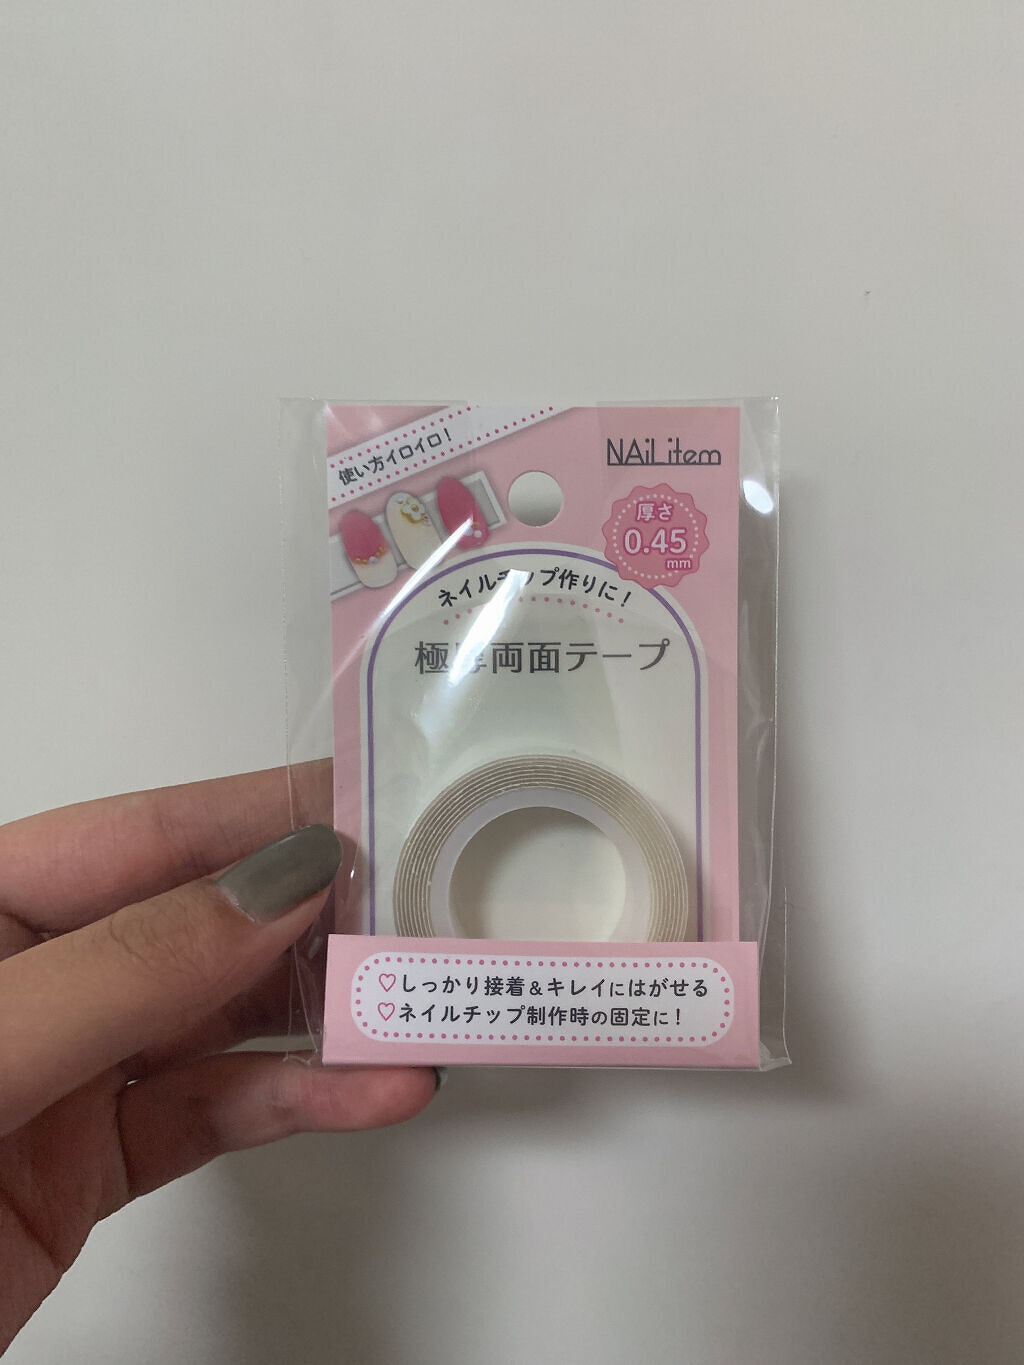 使い方イロイロ!
NAiLitem
厚さ
0.45
mm
ネイルチップ作りに!
極厚両面テープ
♡しっかり接着&キレイにはがせる
♡ネイルチップ制作時の固定に!